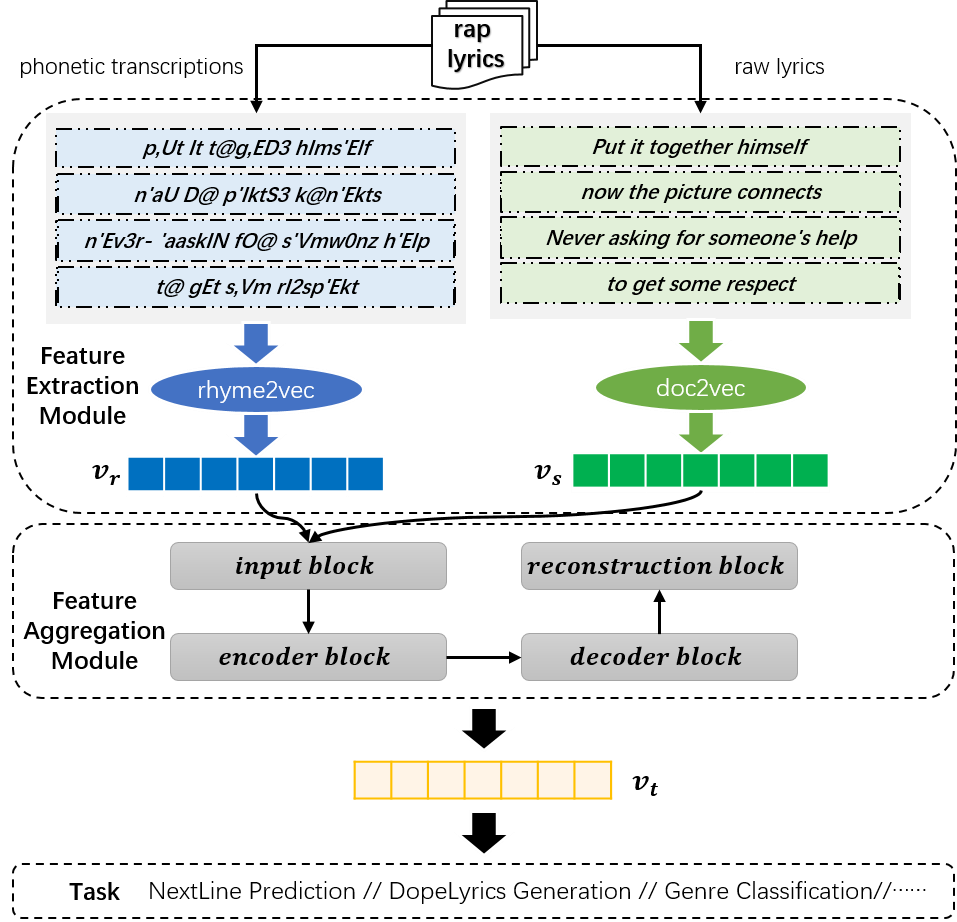 rap
lyrics
phonetic transcriptions
raw lyrics
p,Ut It t@g,ED3 hIms'Elf
n'aU D@ p'IktS3 k@n'Ekts
n'Ev3r- 'aaskIN fO@ s'Vmw0nz h'Elp
t@ gEt s,Vm rI2sp'Ekt
Put it together himself
now the picture connects
Never asking for someone's help
to get some respect
Feature
Extraction
Module
rhyme2vec
doc2vec
v_r
v_s
Feature
Aggregation
Module
input block
reconstruction block
encoder block
decoder block
v_t
Task NextLine Prediction // DopeLyrics Generation // Genre Classification//······